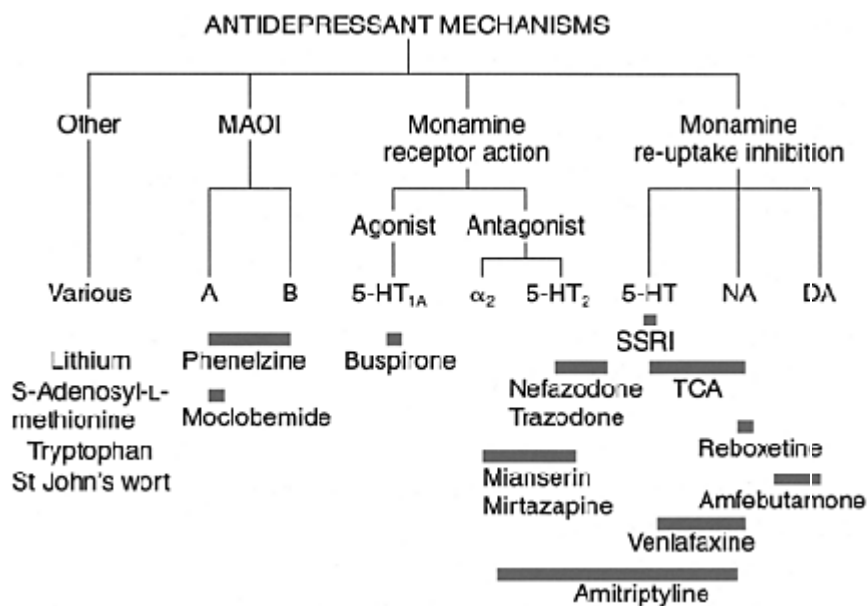 ANTIDEPRESSANT MECHANISMS
Other
MAOI
Monamine
receptor action
Monamine
re-uptake inhibition
Agonist
Antagonist
Various
A
B
5-HT1A
α2
5-HT2
5-HT
NA
DA
Lithium
S-Adenosyl-L-
methionine
Tryptophan
St John's wort
Phenelzine
Moclobemide
Buspirone
SSRI
Nefazodone
Trazodone
TCA
Reboxetine
Mianserin
Mirtazapine
Amfebutamone
Venlafaxine
Amitriptyline